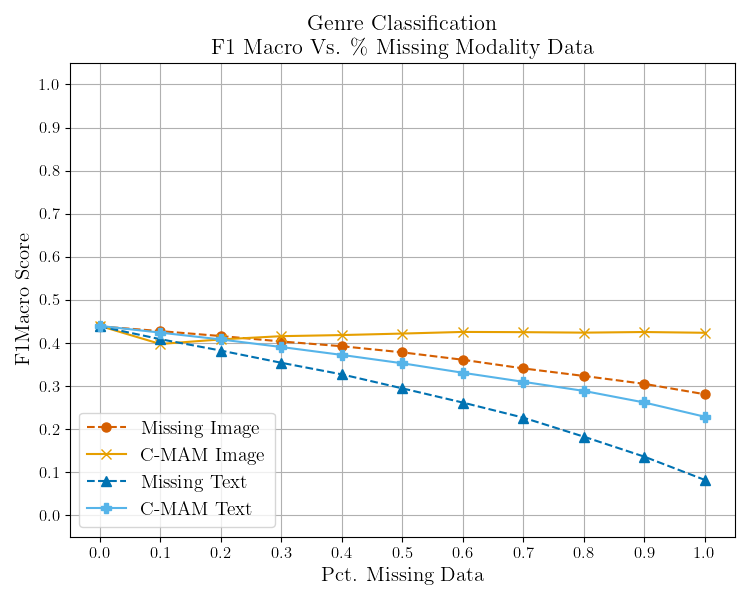 Genre Classification
F1 Macro Vs. % Missing Modality Data
F1Macro Score
1.0
0.9
0.8
0.7
0.6
0.5
0.4
0.3
0.2
0.1
0.0
Missing Image
C-MAM Image
Missing Text
C-MAM Text
0.0 0.1 0.2 0.3 0.4 0.5 0.6 0.7 0.8 0.9 1.0
Pct. Missing Data